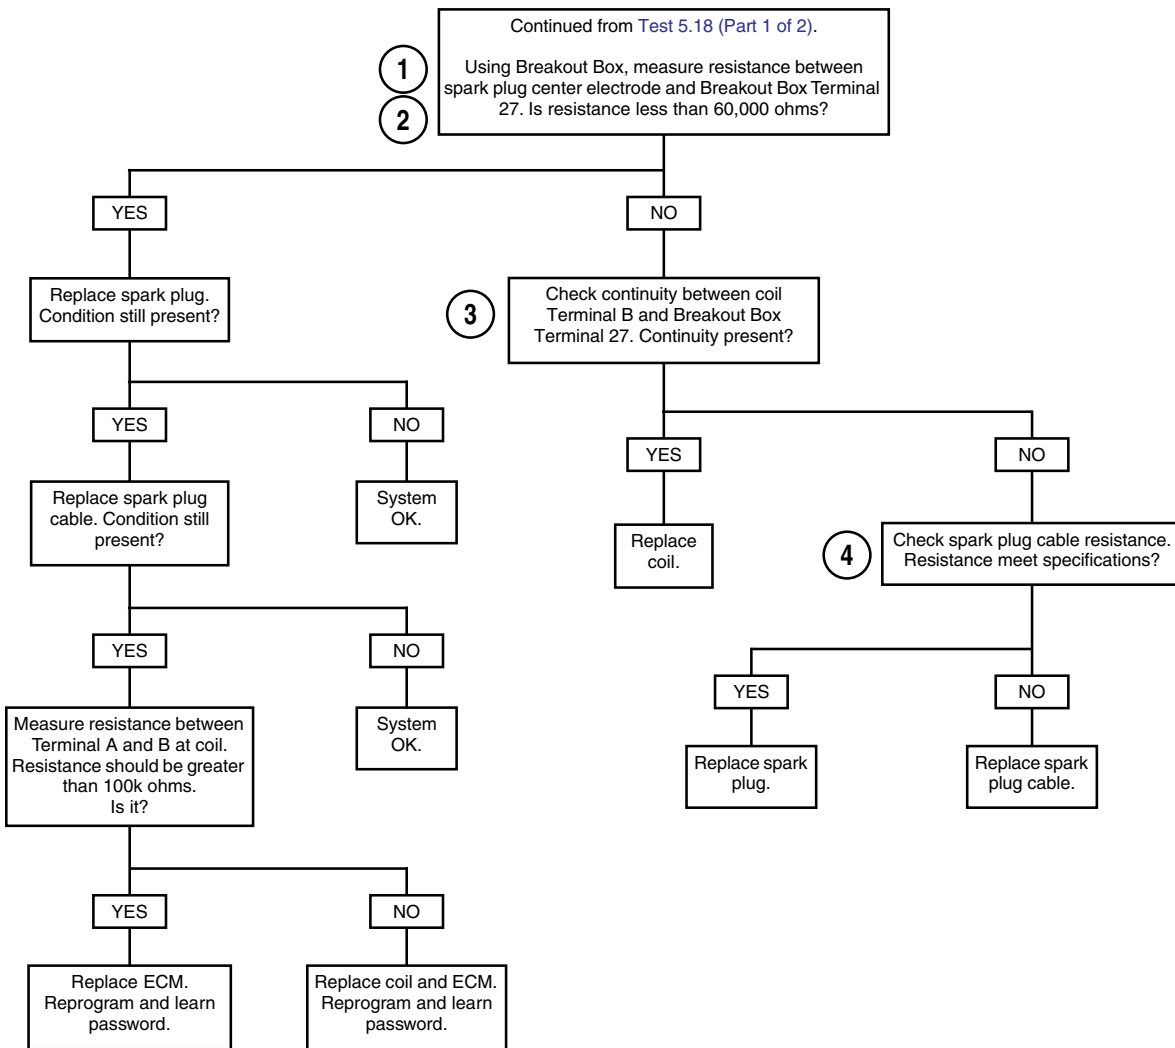 Continued from Test 5.18 (Part 1 of 2).
1
Using Breakout Box, measure resistance between
spark plug center electrode and Breakout Box Terminal
27. Is resistance less than 60,000 ohms?
2
YES
NO
Replace spark plug.
Condition still present?
3
Check continuity between coil
Terminal B and Breakout Box
Terminal 27. Continuity present?
YES
NO
YES
NO
Replace spark plug
cable. Condition still
present?
System
OK.
Replace
coil.
4
Check spark plug cable resistance.
Resistance meet specifications?
YES
NO
YES
NO
Measure resistance between
Terminal A and B at coil.
Resistance should be greater
than 100k ohms.
Is it?
System
OK.
Replace spark
plug.
Replace spark
plug cable.
YES
NO
Replace ECM.
Reprogram and learn
password.
Replace coil and ECM.
Reprogram and learn
password.